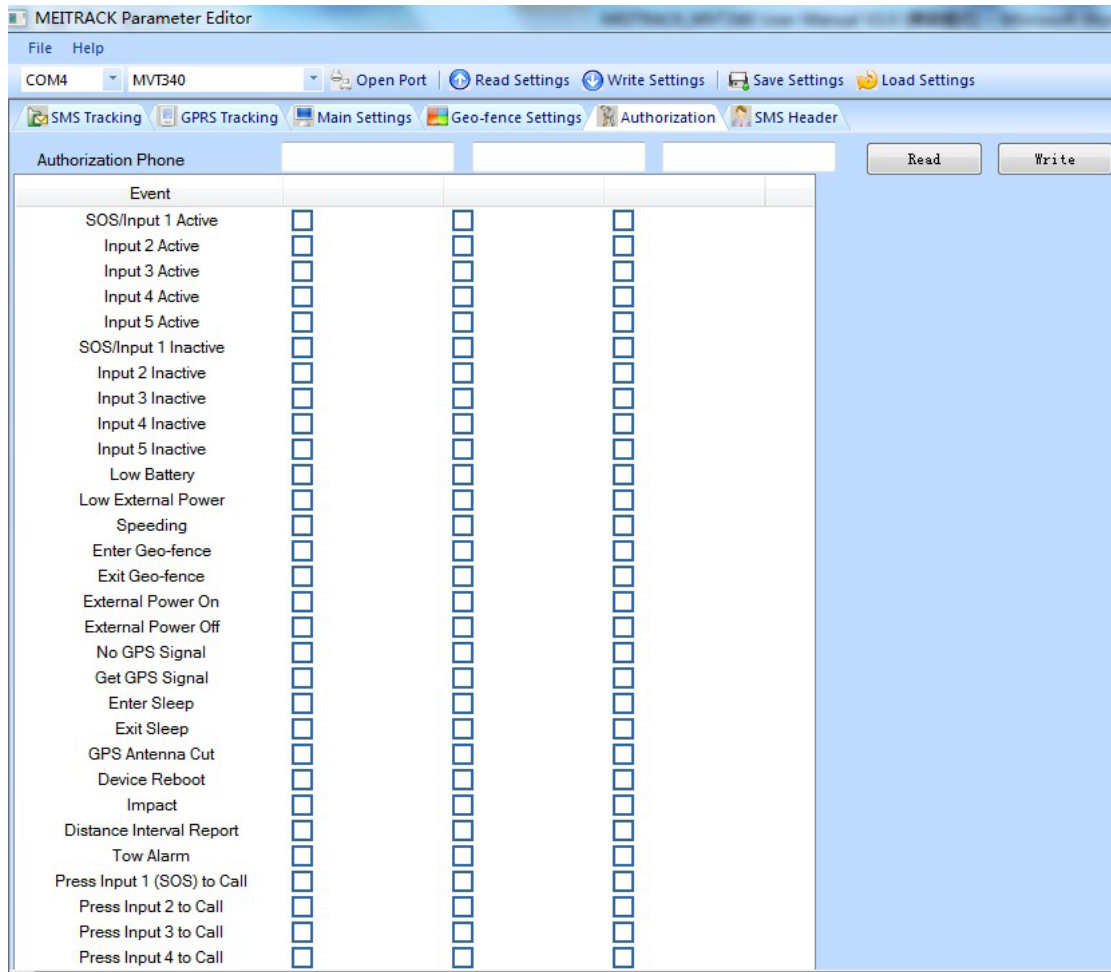 MEITRACK Parameter Editor
File Help
COM4 MVT340 Open Port Read Settings Write Settings Save Settings Load Settings
SMS Tracking GPRS Tracking Main Settings Geo-fence Settings Authorization SMS Header
Authorization Phone Read Write
Event
SOS/Input 1 Active
Input 2 Active
Input 3 Active
Input 4 Active
Input 5 Active
SOS/Input 1 Inactive
Input 2 Inactive
Input 3 Inactive
Input 4 Inactive
Input 5 Inactive
Low Battery
Low External Power
Speeding
Enter Geo-fence
Exit Geo-fence
External Power On
External Power Off
No GPS Signal
Get GPS Signal
Enter Sleep
Exit Sleep
GPS Antenna Cut
Device Reboot
Impact
Distance Interval Report
Tow Alarm
Press Input 1 (SOS) to Call
Press Input 2 to Call
Press Input 3 to Call
Press Input 4 to Call